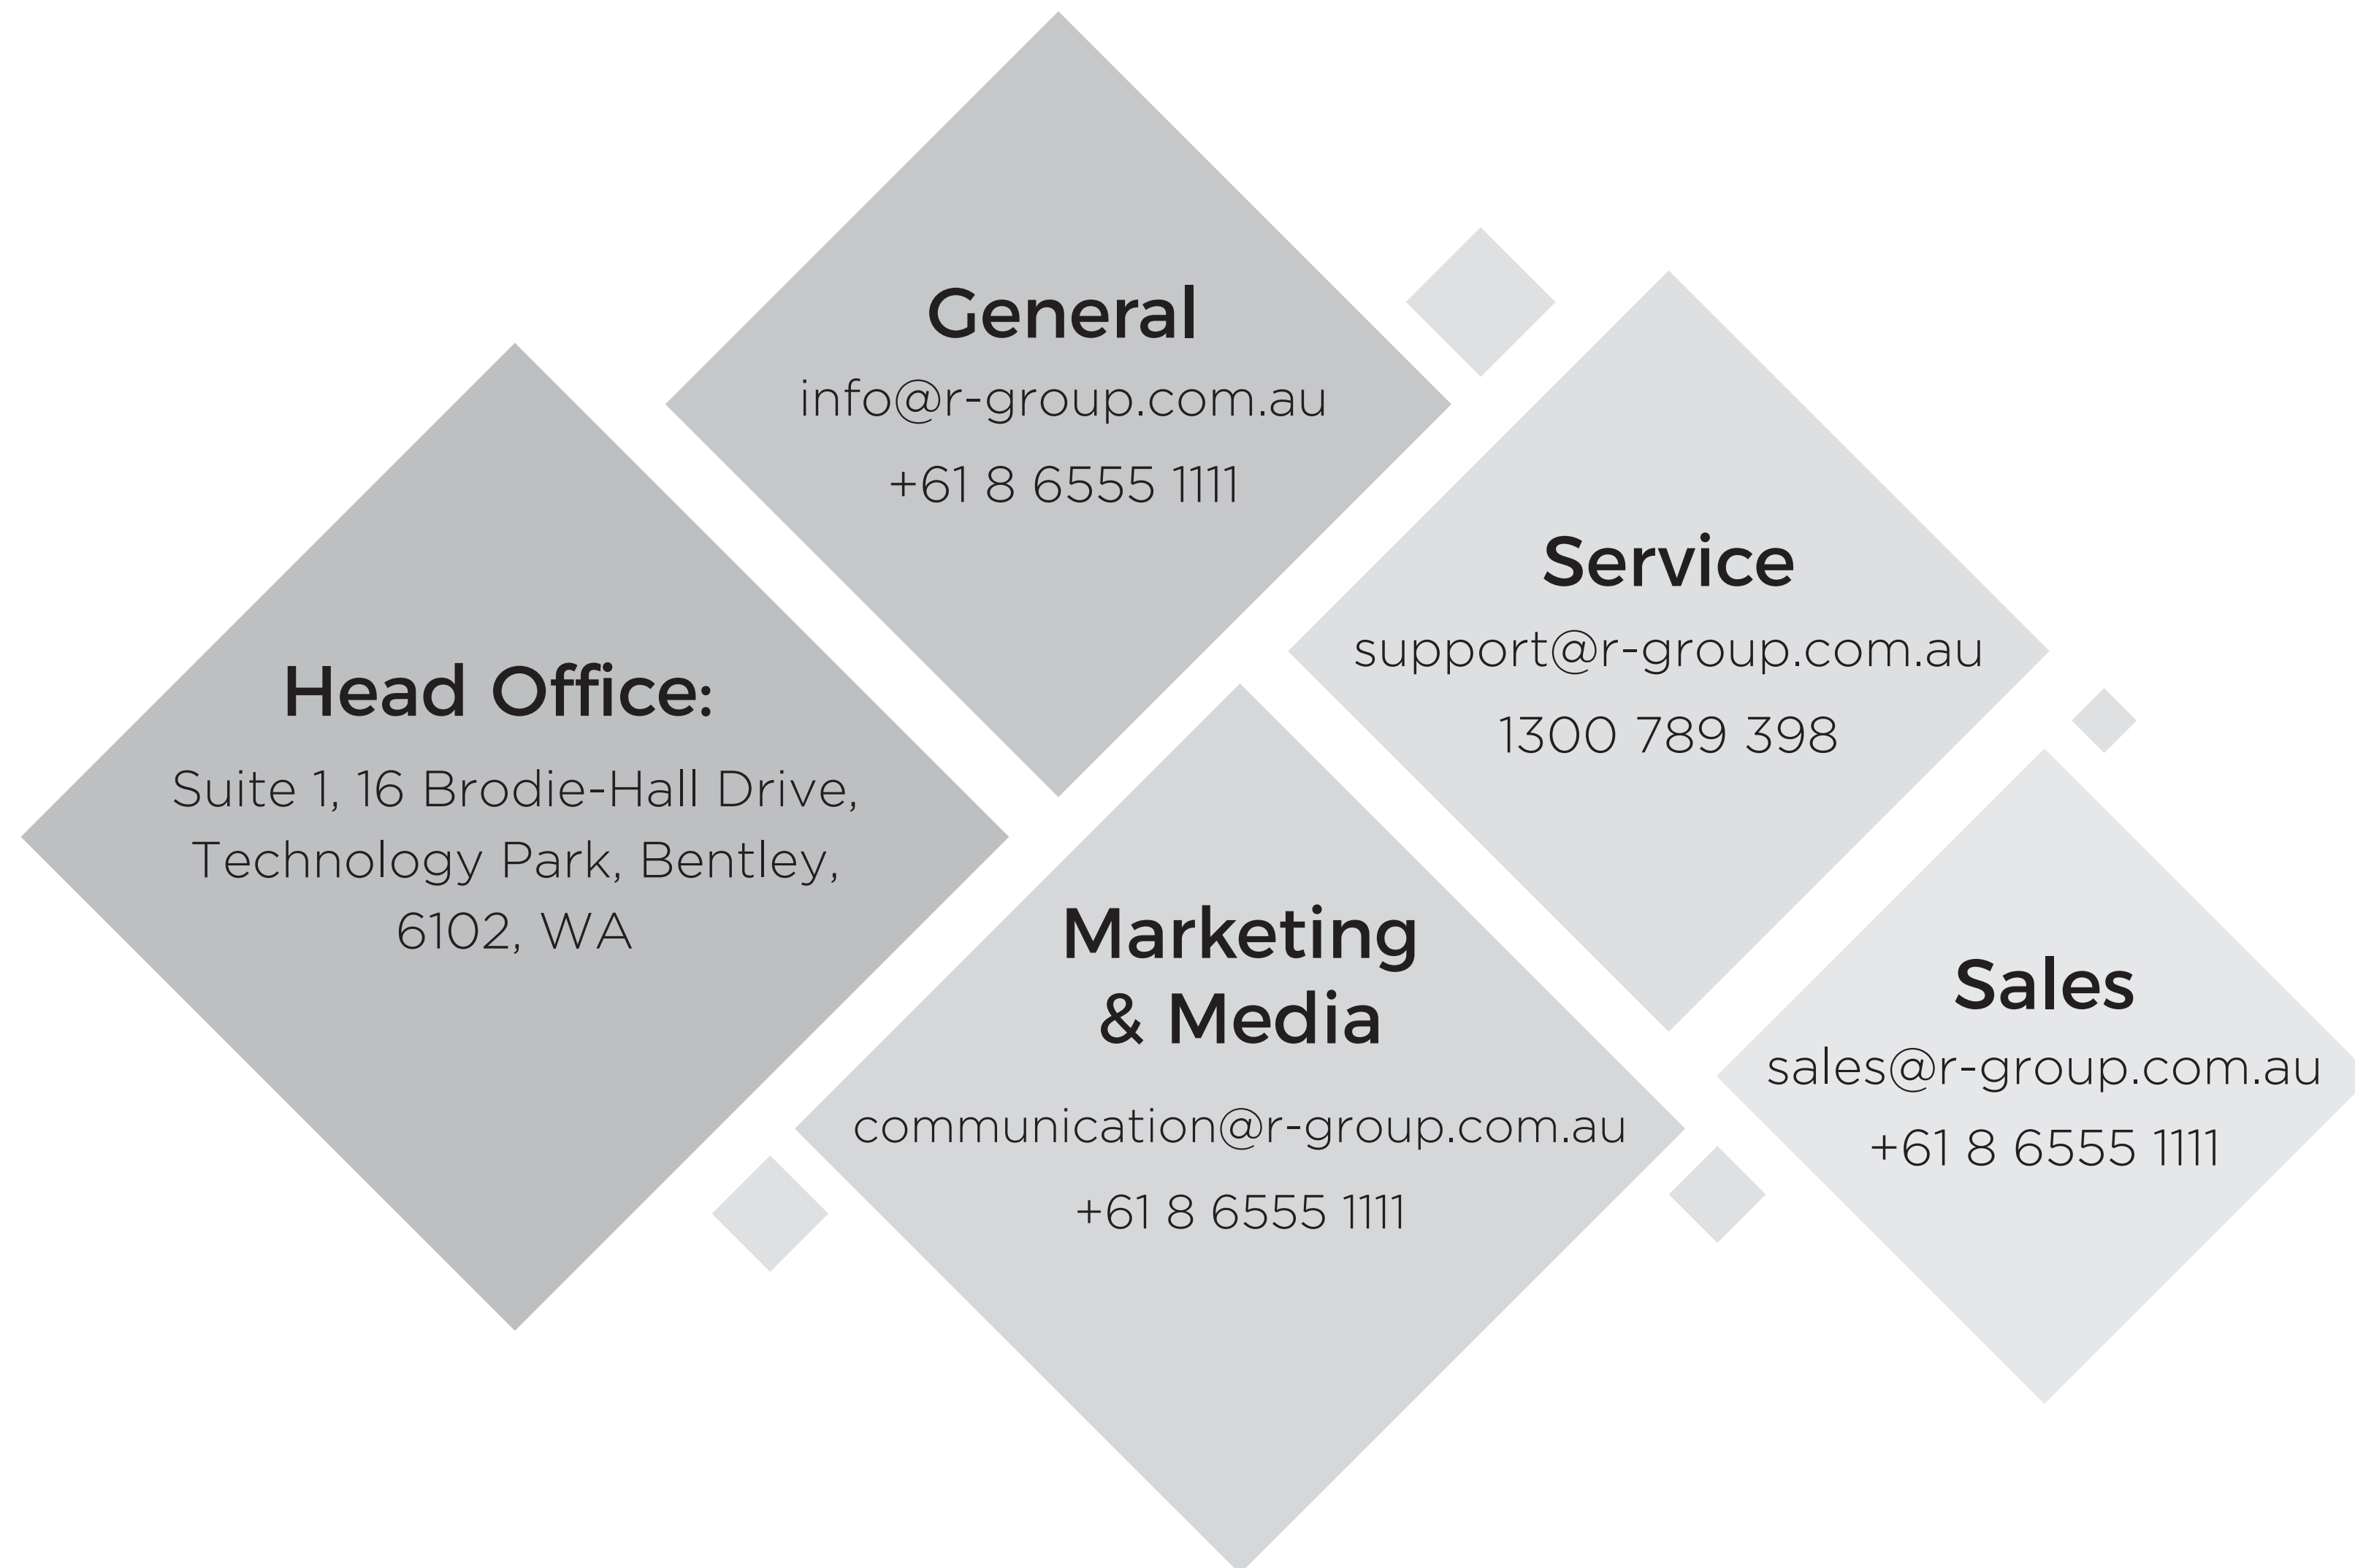 General
info@r-group.com.au
+61 8 6555 1111
Head Office:
Suite 1, 16 Brodie-Hall Drive,
Technology Park, Bentley,
6102, WA
Service
support@r-group.com.au
1300 789 398
Marketing
& Media
communication@r-group.com.au
+61 8 6555 1111
Sales
sales@r-group.com.au
+61 8 6555 1111